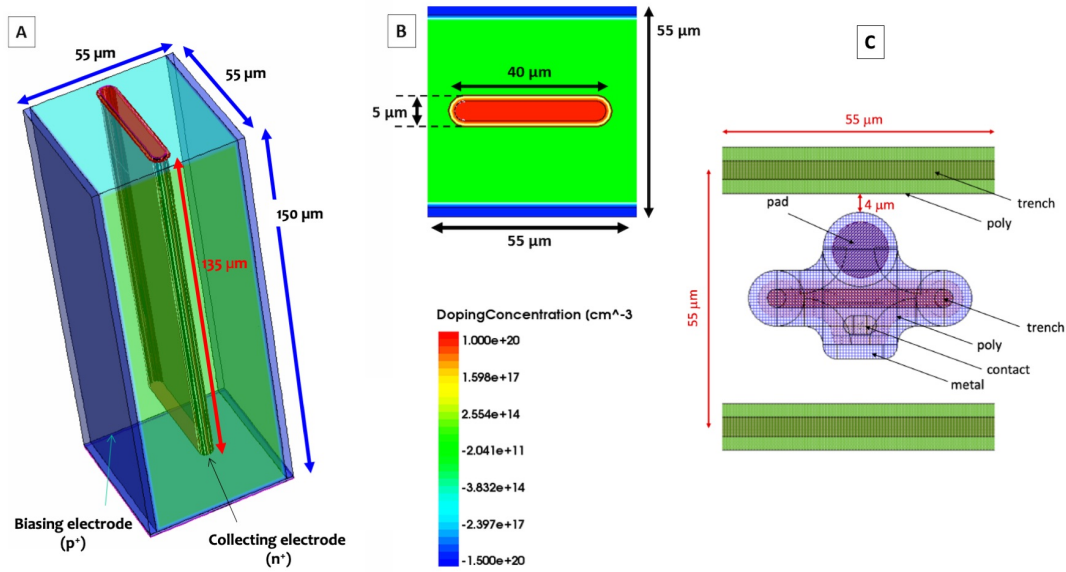 A
55 µm
55 µm
150 µm
135 µm
Biasing electrode
(p⁺)
Collecting electrode
(n⁺)
B
55 µm
40 µm
5 µm
55 µm
DopingConcentration (cm^-3
1.000e+20
1.598e+17
2.554e+14
-2.041e+11
-3.832e+14
-2.397e+17
-1.500e+20
C
55 µm
trench
4 µm
pad
poly
55 µm
trench
poly
contact
metal